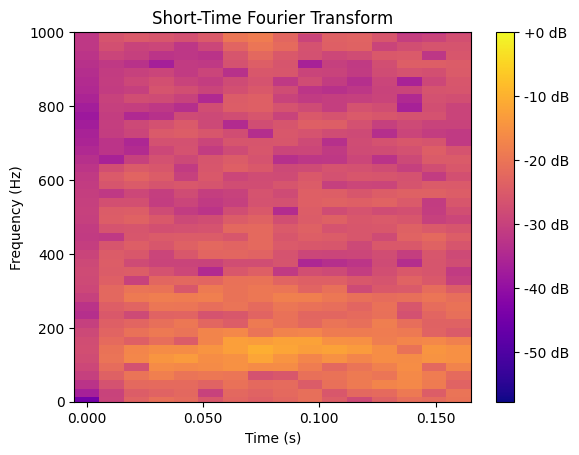 Short-Time Fourier Transform
1000
800
600
400
200
0
Frequency (Hz)
0.000
0.050
0.100
0.150
Time (s)
+0 dB
-10 dB
-20 dB
-30 dB
-40 dB
-50 dB